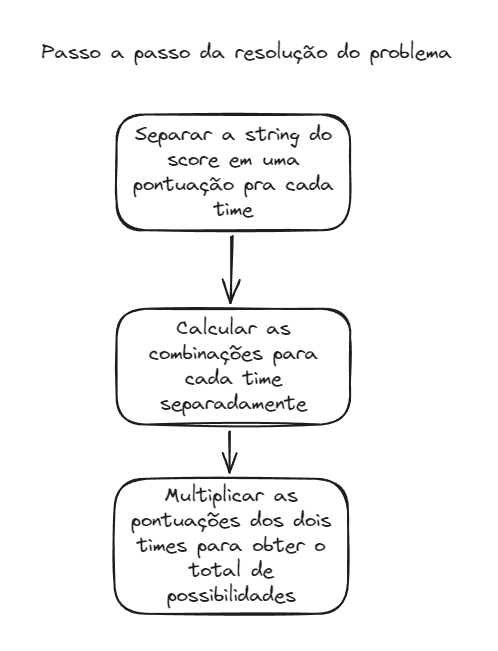 Passo a passo da resolução do problema
Separar a string do
score em uma
pontuação pra cada
time
Calcular as
combinações para
cada time
separadamente
Multiplicar as
pontuações dos dois
times para obter o
total de
possibilidades